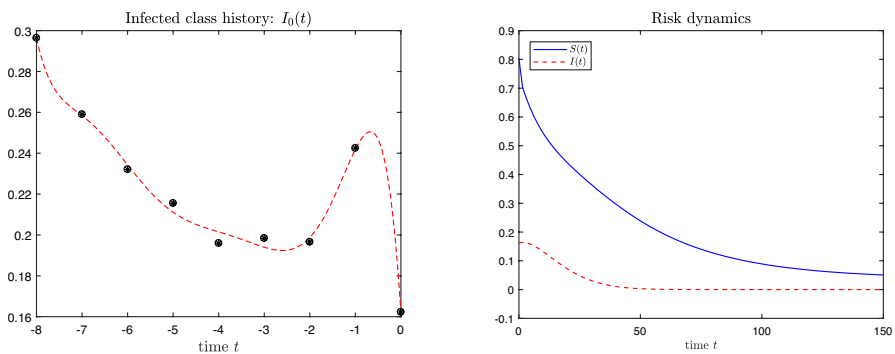 Infected class history: I₀(t)
0.3
0.28
0.26
0.24
0.22
0.2
0.18
0.16
-8 -7 -6 -5 -4 -3 -2 -1 0
time t
Risk dynamics
0.9
0.8
0.7
0.6
0.5
0.4
0.3
0.2
0.1
0
-0.1
S(t)
I(t)
0 50 100 150
time t